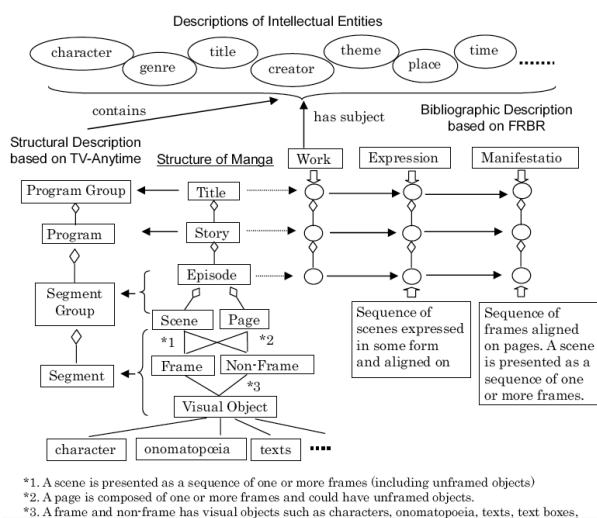 Descriptions of Intellectual Entities
character
genre
title
creator
theme
place
time
contains
has subject
Bibliographic Description
based on FRBR
Structural Description
based on TV-Anytime
Structure of Manga
Work
Expression
Manifestatio
Program Group
Title
Program
Story
Episode
Segment
Group
Scene
Page
Sequence of
scenes expressed
in some form
and aligned on
Sequence of
frames aligned
on pages. A scene
is presented as a
sequence of one
or more frames.
*1
*2
Segment
Frame
Non-Frame
*3
Visual Object
character
onomatopœia
texts
*1. A scene is presented as a sequence of one or more frames (including unframed objects)
*2. A page is composed of one or more frames and could have unframed objects.
*3. A frame and non-frame has visual objects such as characters, onomatopoeia, texts, text boxes,